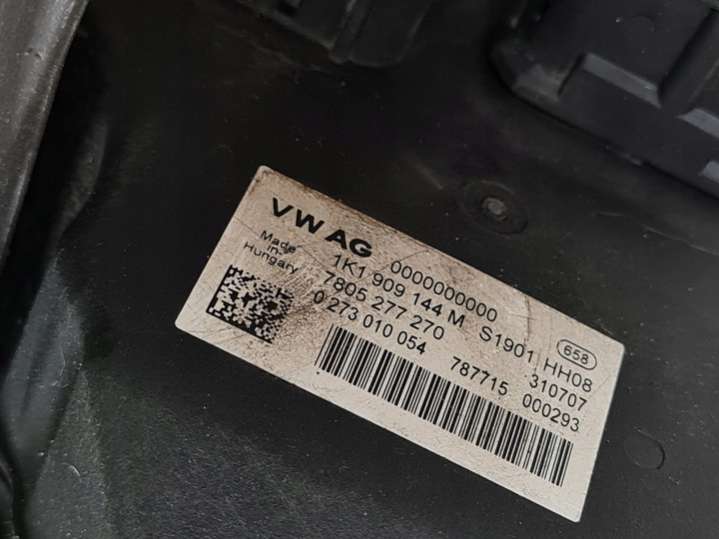 VW AG 0000000000
Made in Hungary
1K1 909 144 M S1901 HH08
7805 277 270 310707
0 273 010 054 787715 000293
658